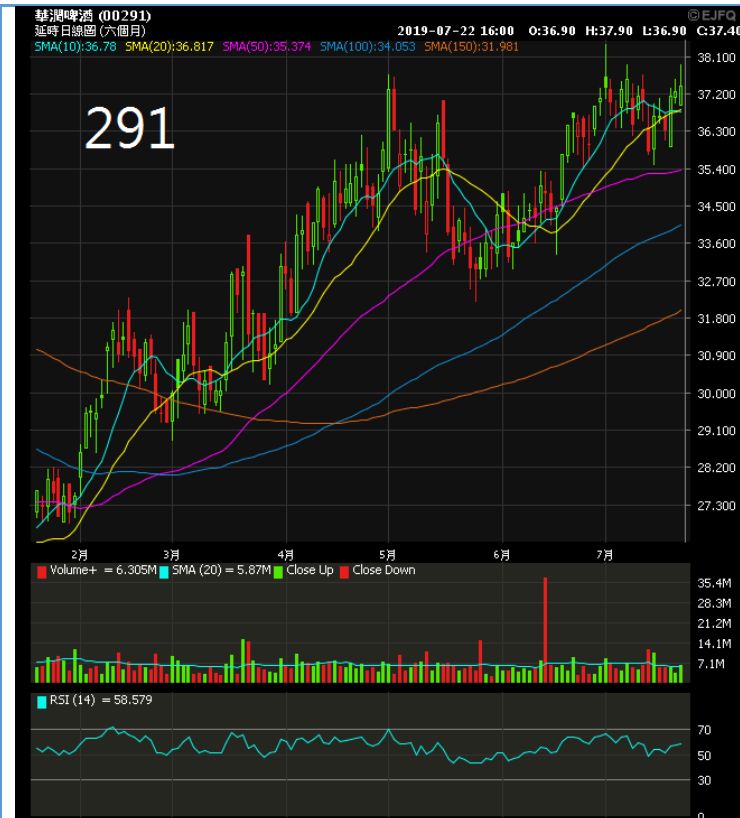 華潤啤酒 (00291)
©EJFQ
延時日線圖 (六個月)
2019-07-22 16:00 O:36.90 H:37.90 L:36.90 C:37.40
SMA(10):36.78 SMA(20):36.817 SMA(50):35.374 SMA(100):34.053 SMA(150):31.981
291
38.100
37.200
36.300
35.400
34.500
33.600
32.700
31.800
30.900
30.000
29.100
28.200
27.300
2月 3月 4月 5月 6月 7月
Volume+ = 6.305M SMA (20) = 5.87M Close Up Close Down
35.4M
28.3M
21.2M
14.1M
7.1M
RSI (14) = 58.579
70
50
30
0